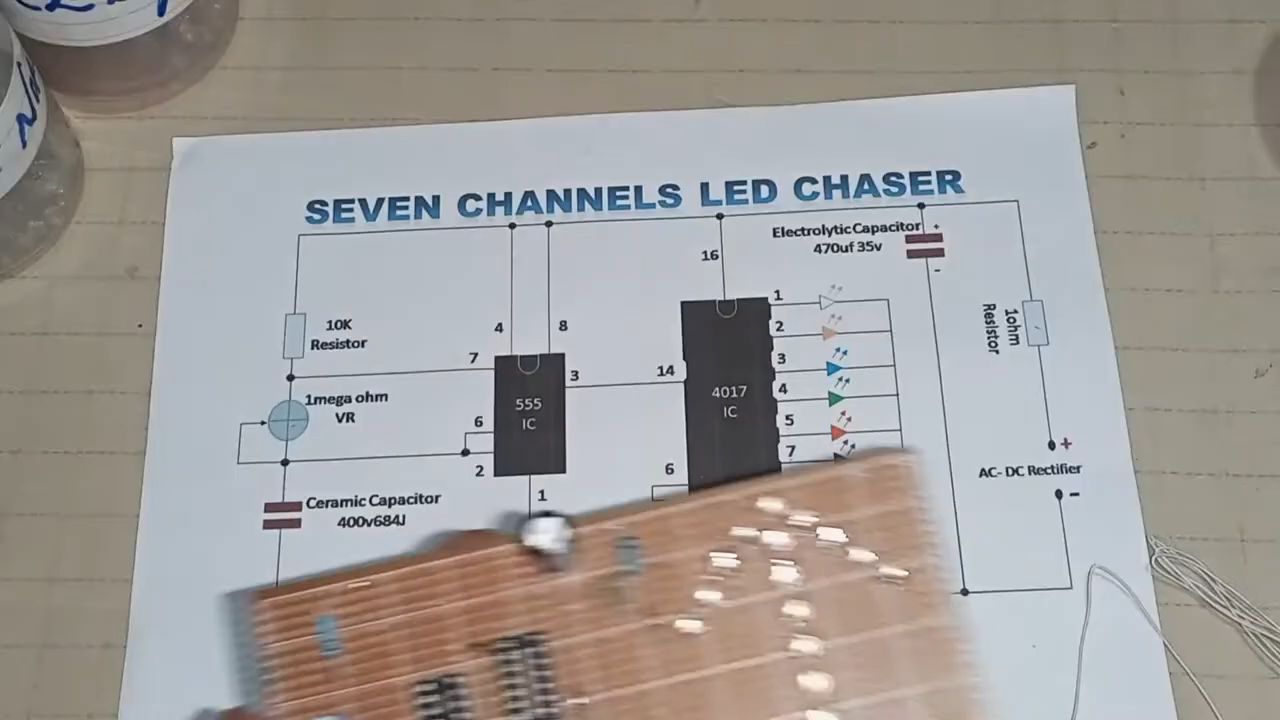 SEVEN CHANNELS LED CHASER
Electrolytic Capacitor
470uf 35v
+
-
16
10K
Resistor
4
8
7
3
14
1mega ohm
VR
555
IC
6
2
1
4017
IC
1
2
3
4
5
7
6
1ohm
Resistor
+
AC- DC Rectifier
-
Ceramic Capacitor
400v684J